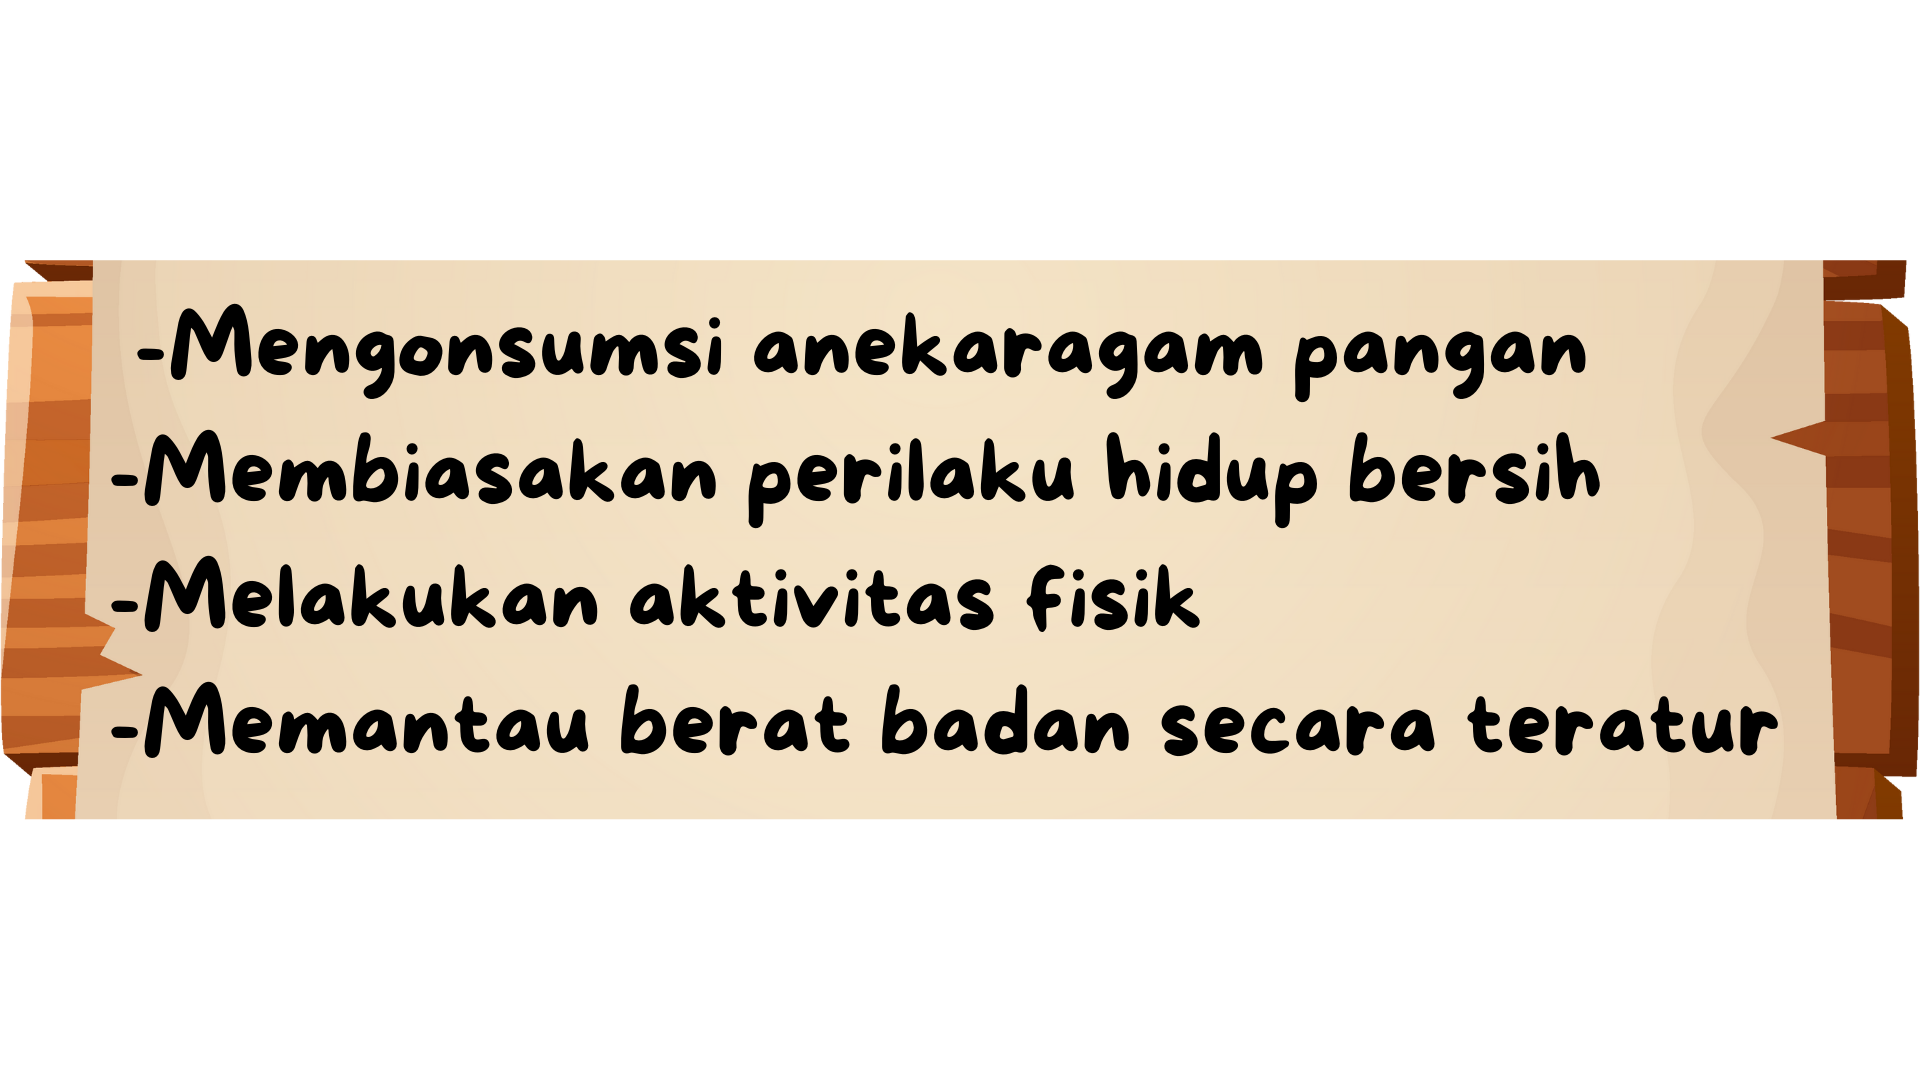 -Mengonsumsi anekaragam pangan
-Membiasakan perilaku hidup bersih
-Melakukan aktivitas fisik
-Memantau berat badan secara teratur